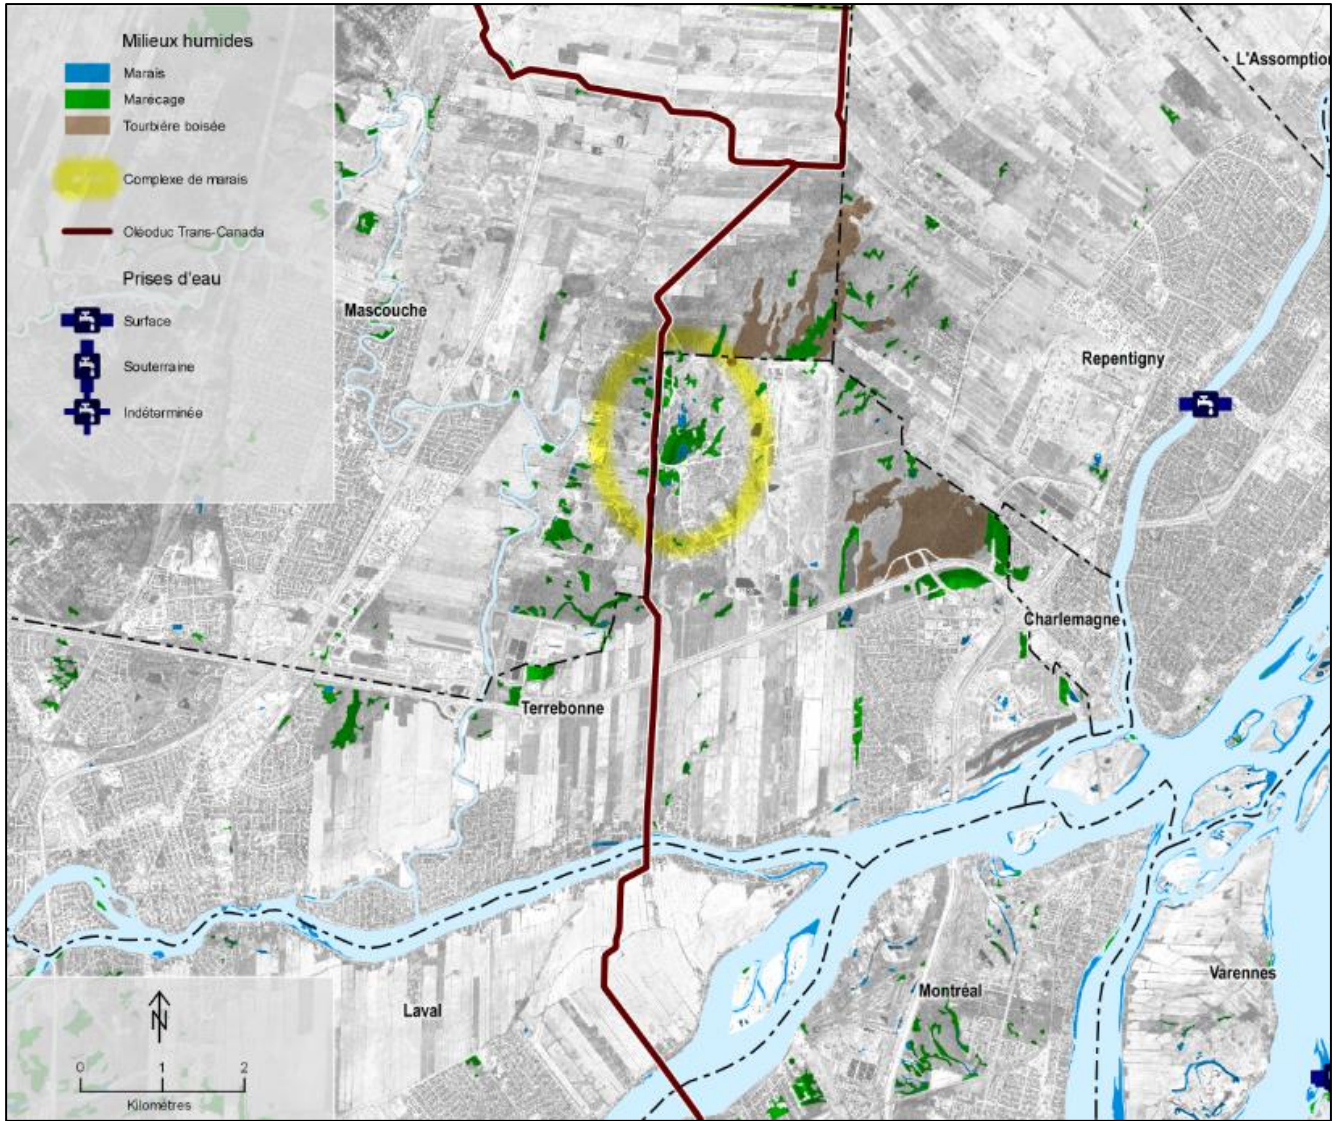 Milieux humides
Marais
Marécage
Tourbière boisée
Complexe de marais
Oléoduc Trans-Canada
Prises d'eau
Surface
Souterraine
Indéterminée
L'Assomption
Mascouche
Repentigny
Charlemagne
Terrebonne
Varennes
Montréal
Laval
N
0 1 2
Kilomètres